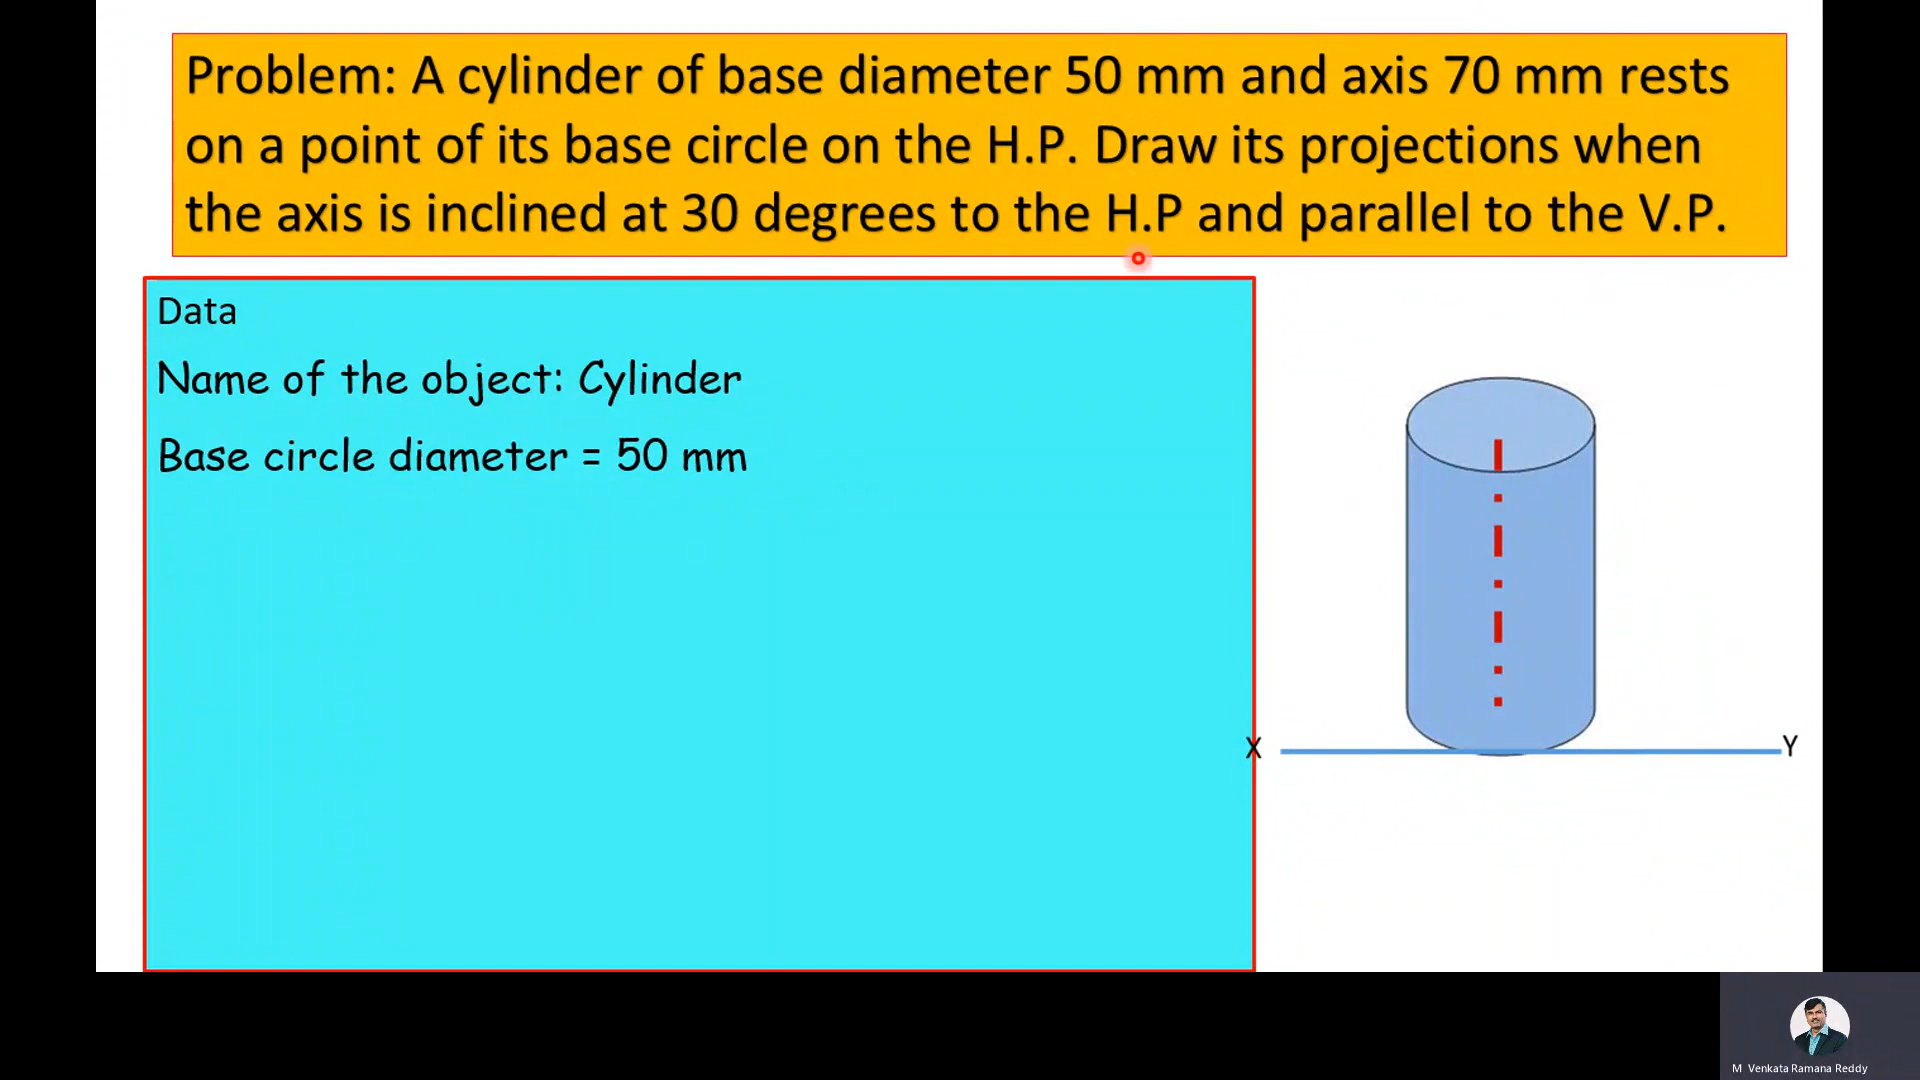 Problem: A cylinder of base diameter 50 mm and axis 70 mm rests
on a point of its base circle on the H.P. Draw its projections when
the axis is inclined at 30 degrees to the H.P and parallel to the V.P.
Data
Name of the object: Cylinder
Base circle diameter = 50 mm
X
Y
M Venkata Ramana Reddy